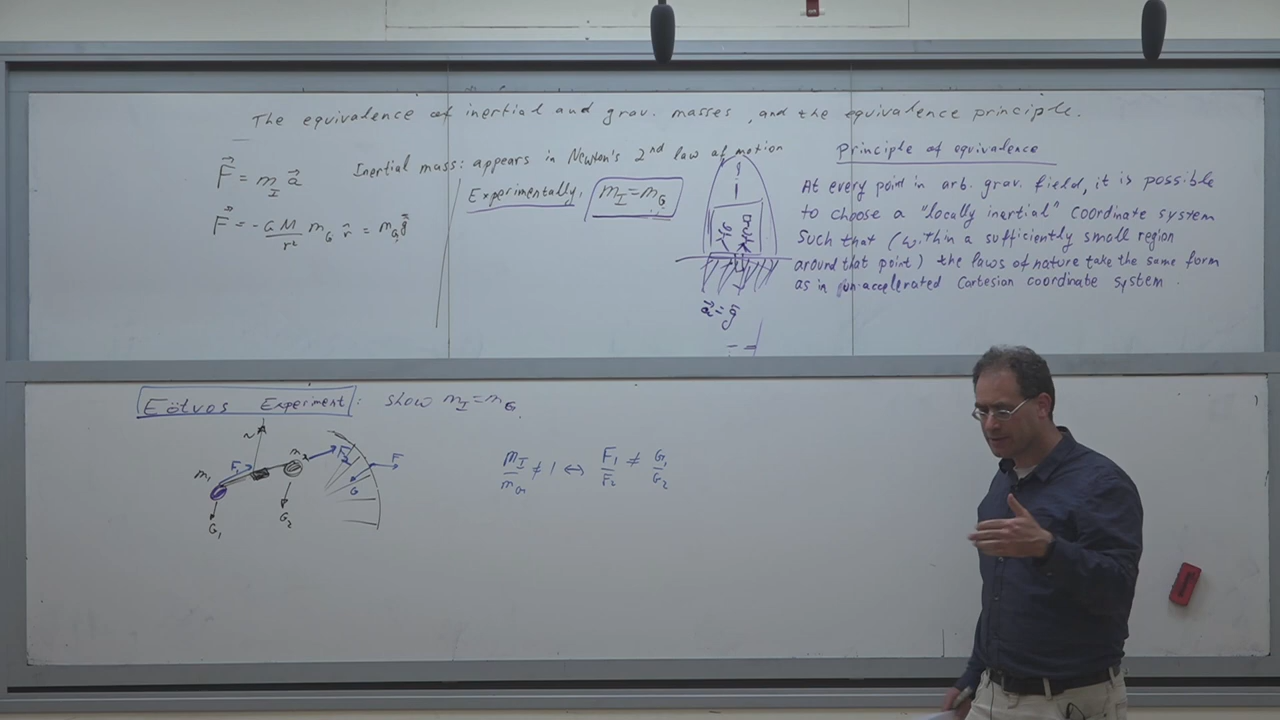 The equivalence of inertial and grav. masses, and the equivalence principle.
F⃗ = m_I a⃗
Inertial mass: appears in Newton's 2nd law of motion
F⃗ = -GM/r² m_G r̂ = m_G g⃗
Experimentally, m_I = m_G
a⃗ = g⃗
Principle of equivalence
At every point in arb. grav. field, it is possible
to choose a "locally inertial" coordinate system
such that (within a sufficiently small region
around that point) the laws of nature take the same form
as in un-accelerated Cartesian coordinate system.
Eötvos Experiment: show m_I = m_G.
N
m₁ F₁ m₂ F₂ F
G
G₁ G₂
m_I/m_G ≠ 1 ⇔ F₁/F₂ ≠ G₁/G₂